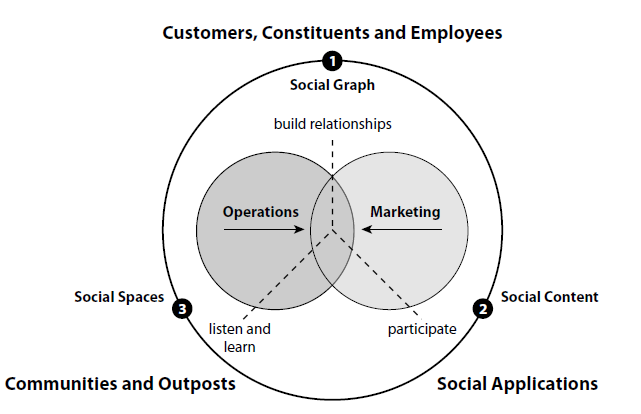 Customers, Constituents and Employees
1
Social Graph
build relationships
Operations
Marketing
Social Spaces
3
2
Social Content
listen and
learn
participate
Communities and Outposts
Social Applications